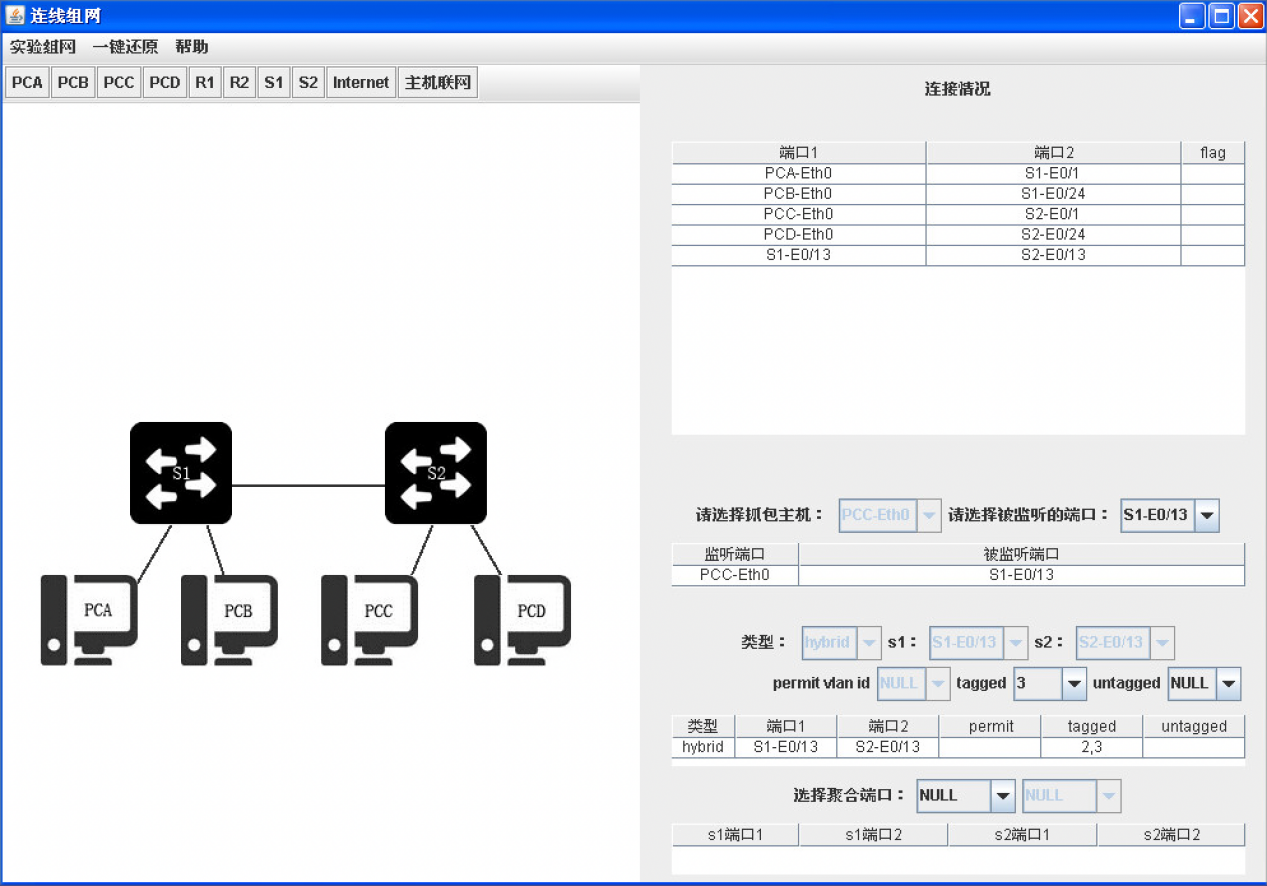 连线组网
实验组网 一键还原 帮助
PCA PCB PCC PCD R1 R2 S1 S2 Internet 主机联网
连接情况
端口1 端口2 flag
PCA-Eth0 S1-E0/1
PCB-Eth0 S1-E0/24
PCC-Eth0 S2-E0/1
PCD-Eth0 S2-E0/24
S1-E0/13 S2-E0/13
S1 S2
PCA PCB PCC PCD
请选择抓包主机： PCC-Eth0 请选择被监听的端口： S1-E0/13
监听端口 被监听端口
PCC-Eth0 S1-E0/13
类型： hybrid s1： S1-E0/13 s2： S2-E0/13
permit vlan id NULL tagged 3 untagged NULL
类型 端口1 端口2 permit tagged untagged
hybrid S1-E0/13 S2-E0/13 2,3
选择聚合端口： NULL NULL
s1端口1 s1端口2 s2端口1 s2端口2